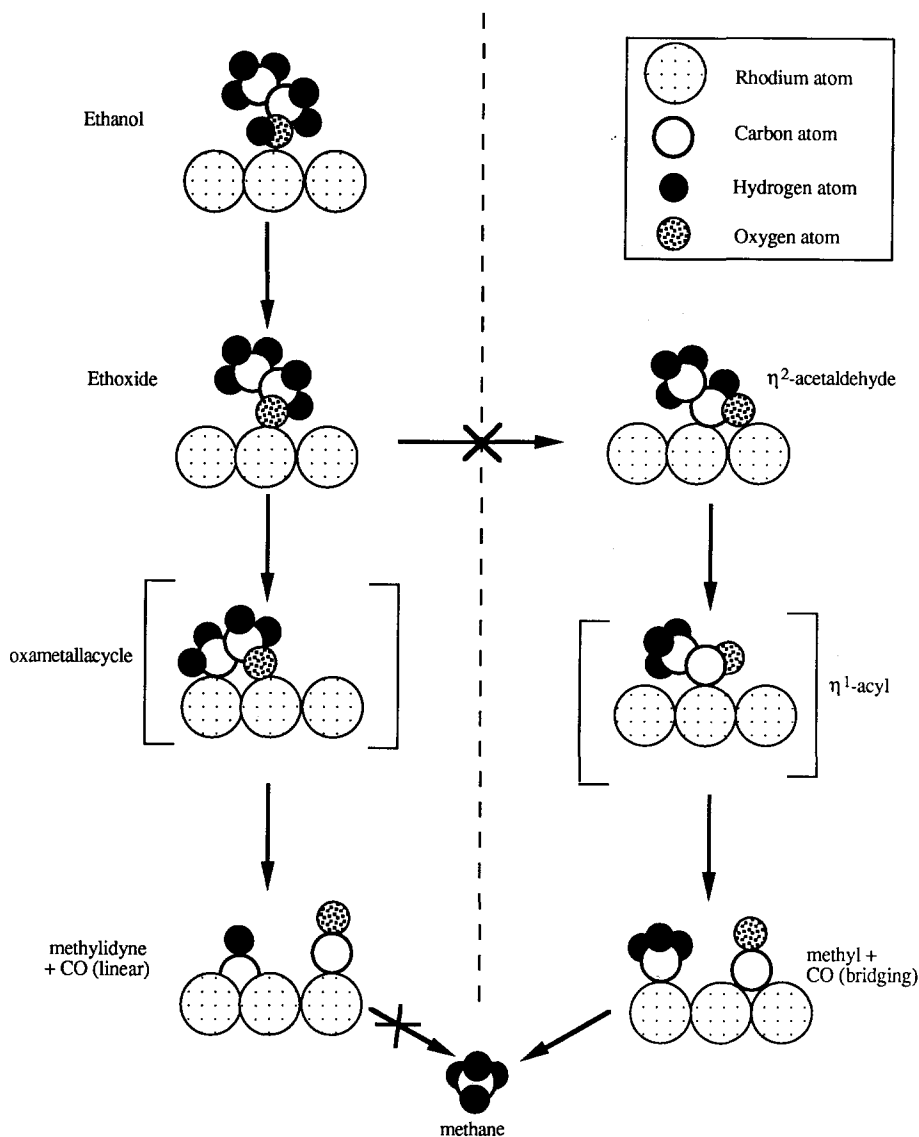 Ethanol
Rhodium atom
Carbon atom
Hydrogen atom
Oxygen atom
Ethoxide
η²-acetaldehyde
oxametallacycle
η¹-acyl
methylidyne
+ CO (linear)
methyl +
CO (bridging)
methane